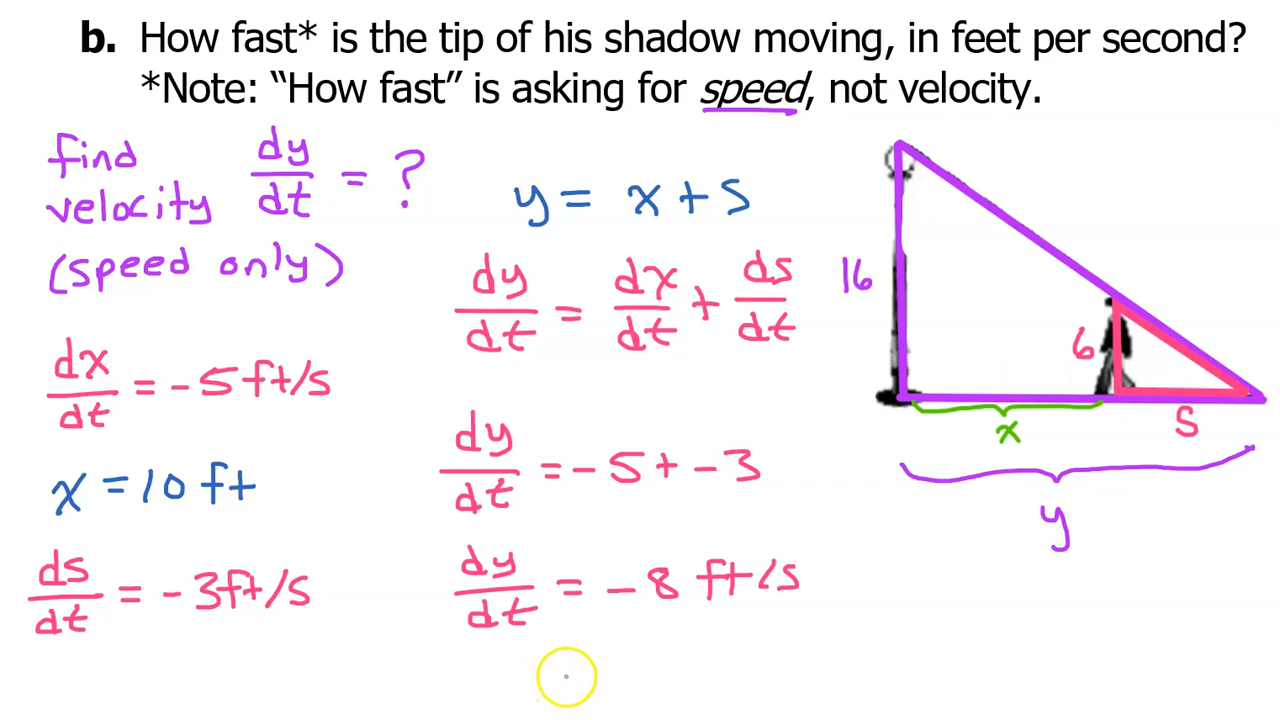 b. How fast* is the tip of his shadow moving, in feet per second?
*Note: “How fast” is asking for speed, not velocity.
find
velocity
(speed only)
dy/dt = ?
dx/dt = -5 ft/s
x = 10 ft
ds/dt = -3 ft/s
y = x + s
dy/dt = dx/dt + ds/dt
dy/dt = -5 + -3
dy/dt = -8 ft/s
16
6
x
s
y